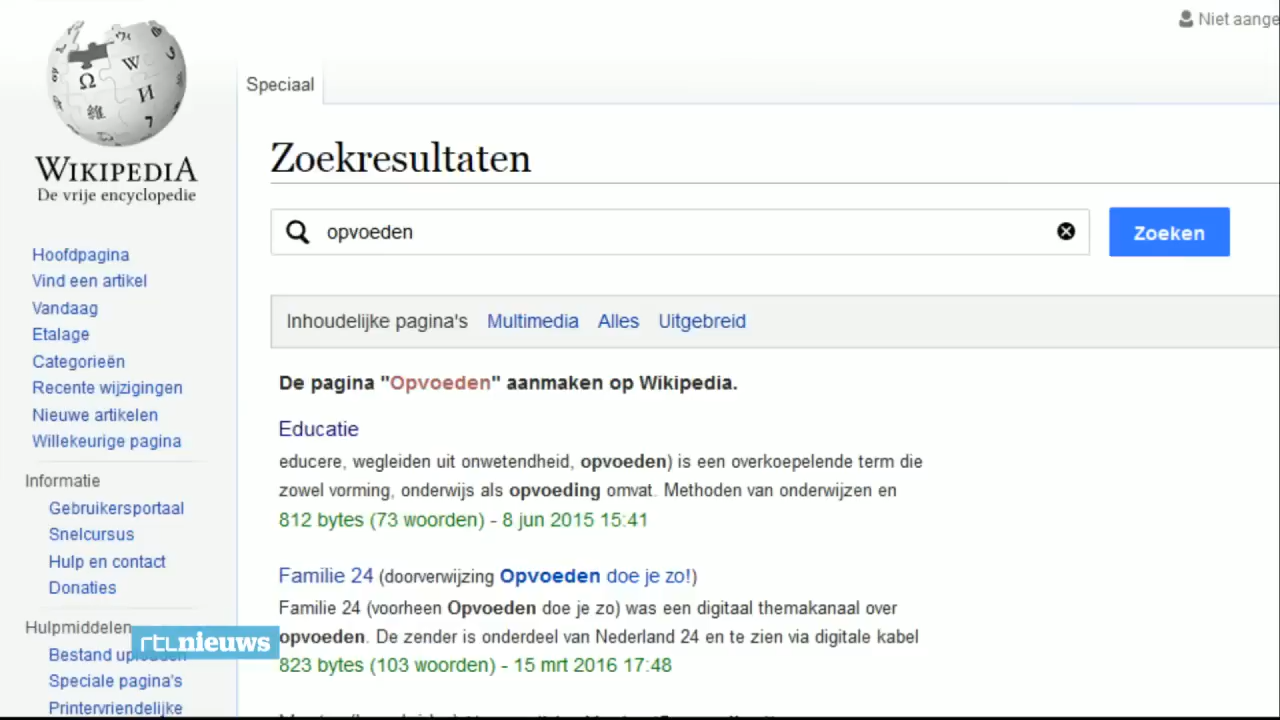 Niet aange
Speciaal
WIKIPEDIA
De vrije encyclopedie
Zoekresultaten
opvoeden
Zoeken
Hoofdpagina
Vind een artikel
Vandaag
Etalage
Categorieën
Recente wijzigingen
Nieuwe artikelen
Willekeurige pagina
Informatie
Gebruikersportaal
Snelcursus
Hulp en contact
Donaties
Hulpmiddelen
Bestand uploaden
Speciale pagina's
Printervriendelijke
rtlnieuws
Inhoudelijke pagina's Multimedia Alles Uitgebreid
De pagina "Opvoeden" aanmaken op Wikipedia.
Educatie
educere, wegleiden uit onwetendheid, opvoeden) is een overkoepelende term die
zowel vorming, onderwijs als opvoeding omvat. Methoden van onderwijzen en
812 bytes (73 woorden) - 8 jun 2015 15:41
Familie 24 (doorverwijzing Opvoeden doe je zo!)
Familie 24 (voorheen Opvoeden doe je zo) was een digitaal themakanaal over
opvoeden. De zender is onderdeel van Nederland 24 en te zien via digitale kabel
823 bytes (103 woorden) - 15 mrt 2016 17:48